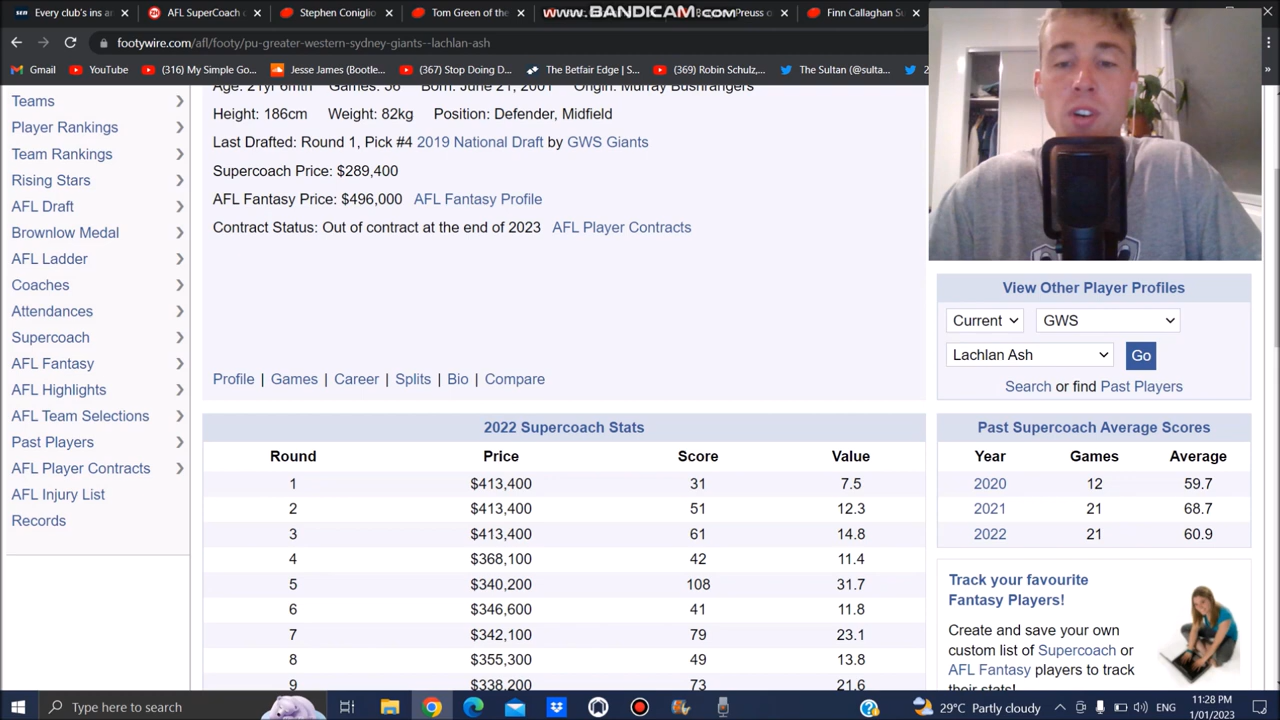 Every club's ins ar
AFL SuperCoach
Stephen Coniglio
Tom Green of the
www.BANDICAM.com
Preuss o
Finn Callaghan Su
footywire.com/afl/footy/pu-greater-western-sydney-giants--lachlan-ash
Gmail
YouTube
(316) My Simple Go...
Jesse James (Bootle...
(367) Stop Doing D...
The Betfair Edge | S...
(369) Robin Schulz,...
The Sultan (@sulta...
2
Teams
Player Rankings
Team Rankings
Rising Stars
AFL Draft
Brownlow Medal
AFL Ladder
Coaches
Attendances
Supercoach
AFL Fantasy
AFL Highlights
AFL Team Selections
Past Players
AFL Player Contracts
AFL Injury List
Records
Age: 21yr 6mth Games: 56 Born: June 21, 2001 Origin: Murray Bushrangers
Height: 186cm Weight: 82kg Position: Defender, Midfield
Last Drafted: Round 1, Pick #4 2019 National Draft by GWS Giants
Supercoach Price: $289,400
AFL Fantasy Price: $496,000 AFL Fantasy Profile
Contract Status: Out of contract at the end of 2023 AFL Player Contracts
Profile | Games | Career | Splits | Bio | Compare
2022 Supercoach Stats
Round Price Score Value
1 $413,400 31 7.5
2 $413,400 51 12.3
3 $413,400 61 14.8
4 $368,100 42 11.4
5 $340,200 108 31.7
6 $346,600 41 11.8
7 $342,100 79 23.1
8 $355,300 49 13.8
9 $338,200 73 21.6
View Other Player Profiles
Current GWS
Lachlan Ash Go
Search or find Past Players
Past Supercoach Average Scores
Year Games Average
2020 12 59.7
2021 21 68.7
2022 21 60.9
Track your favourite
Fantasy Players!
Create and save your own
custom list of Supercoach or
AFL Fantasy players to track
their stats!
Type here to search
29°C Partly cloudy
ENG
11:28 PM
1/01/2023